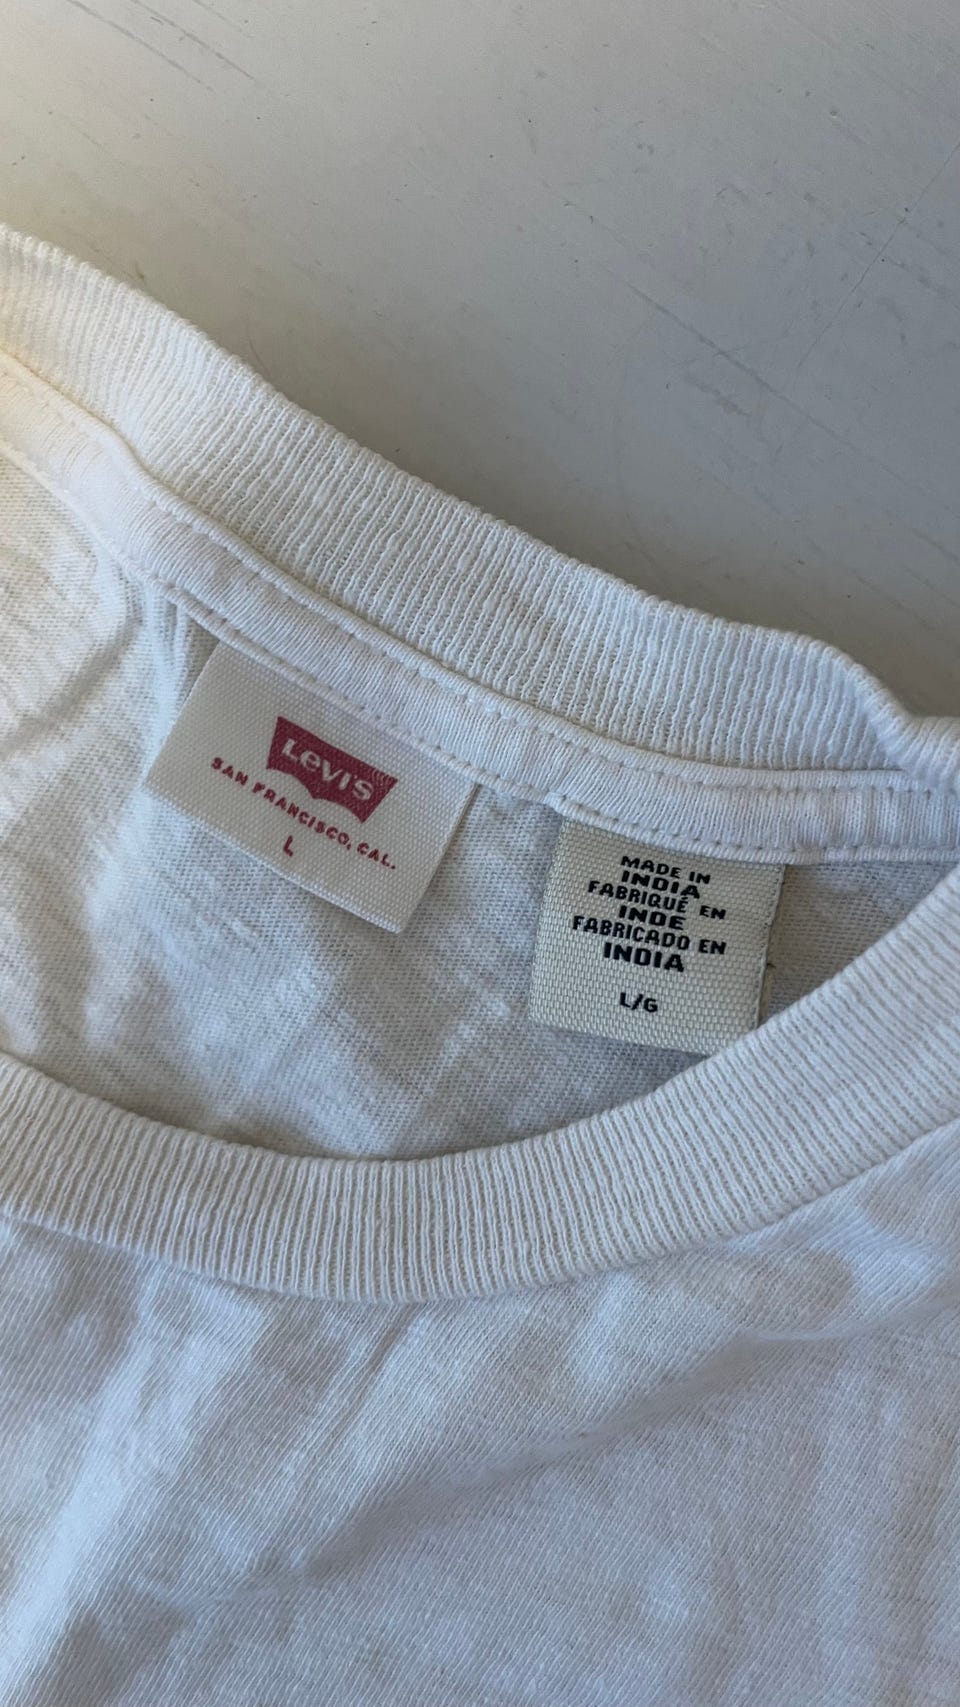 Levi's
SAN FRANCISCO, CAL.
L
MADE IN
INDIA
FABRIQUÉ EN
INDE
FABRICADO EN
INDIA
L/G